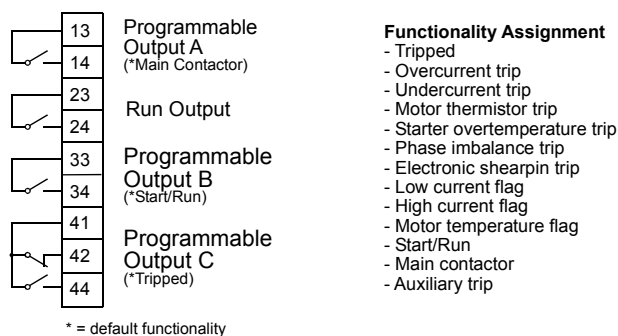 13
Programmable
Output A
14
(*Main Contactor)
23
Run Output
24
33
Programmable
Output B
34
(*Start/Run)
41
Programmable
42
Output C
(*Tripped)
44
* = default functionality
Functionality Assignment
- Tripped
- Overcurrent trip
- Undercurrent trip
- Motor thermistor trip
- Starter overtemperature trip
- Phase imbalance trip
- Electronic shearpin trip
- Low current flag
- High current flag
- Motor temperature flag
- Start/Run
- Main contactor
- Auxiliary trip